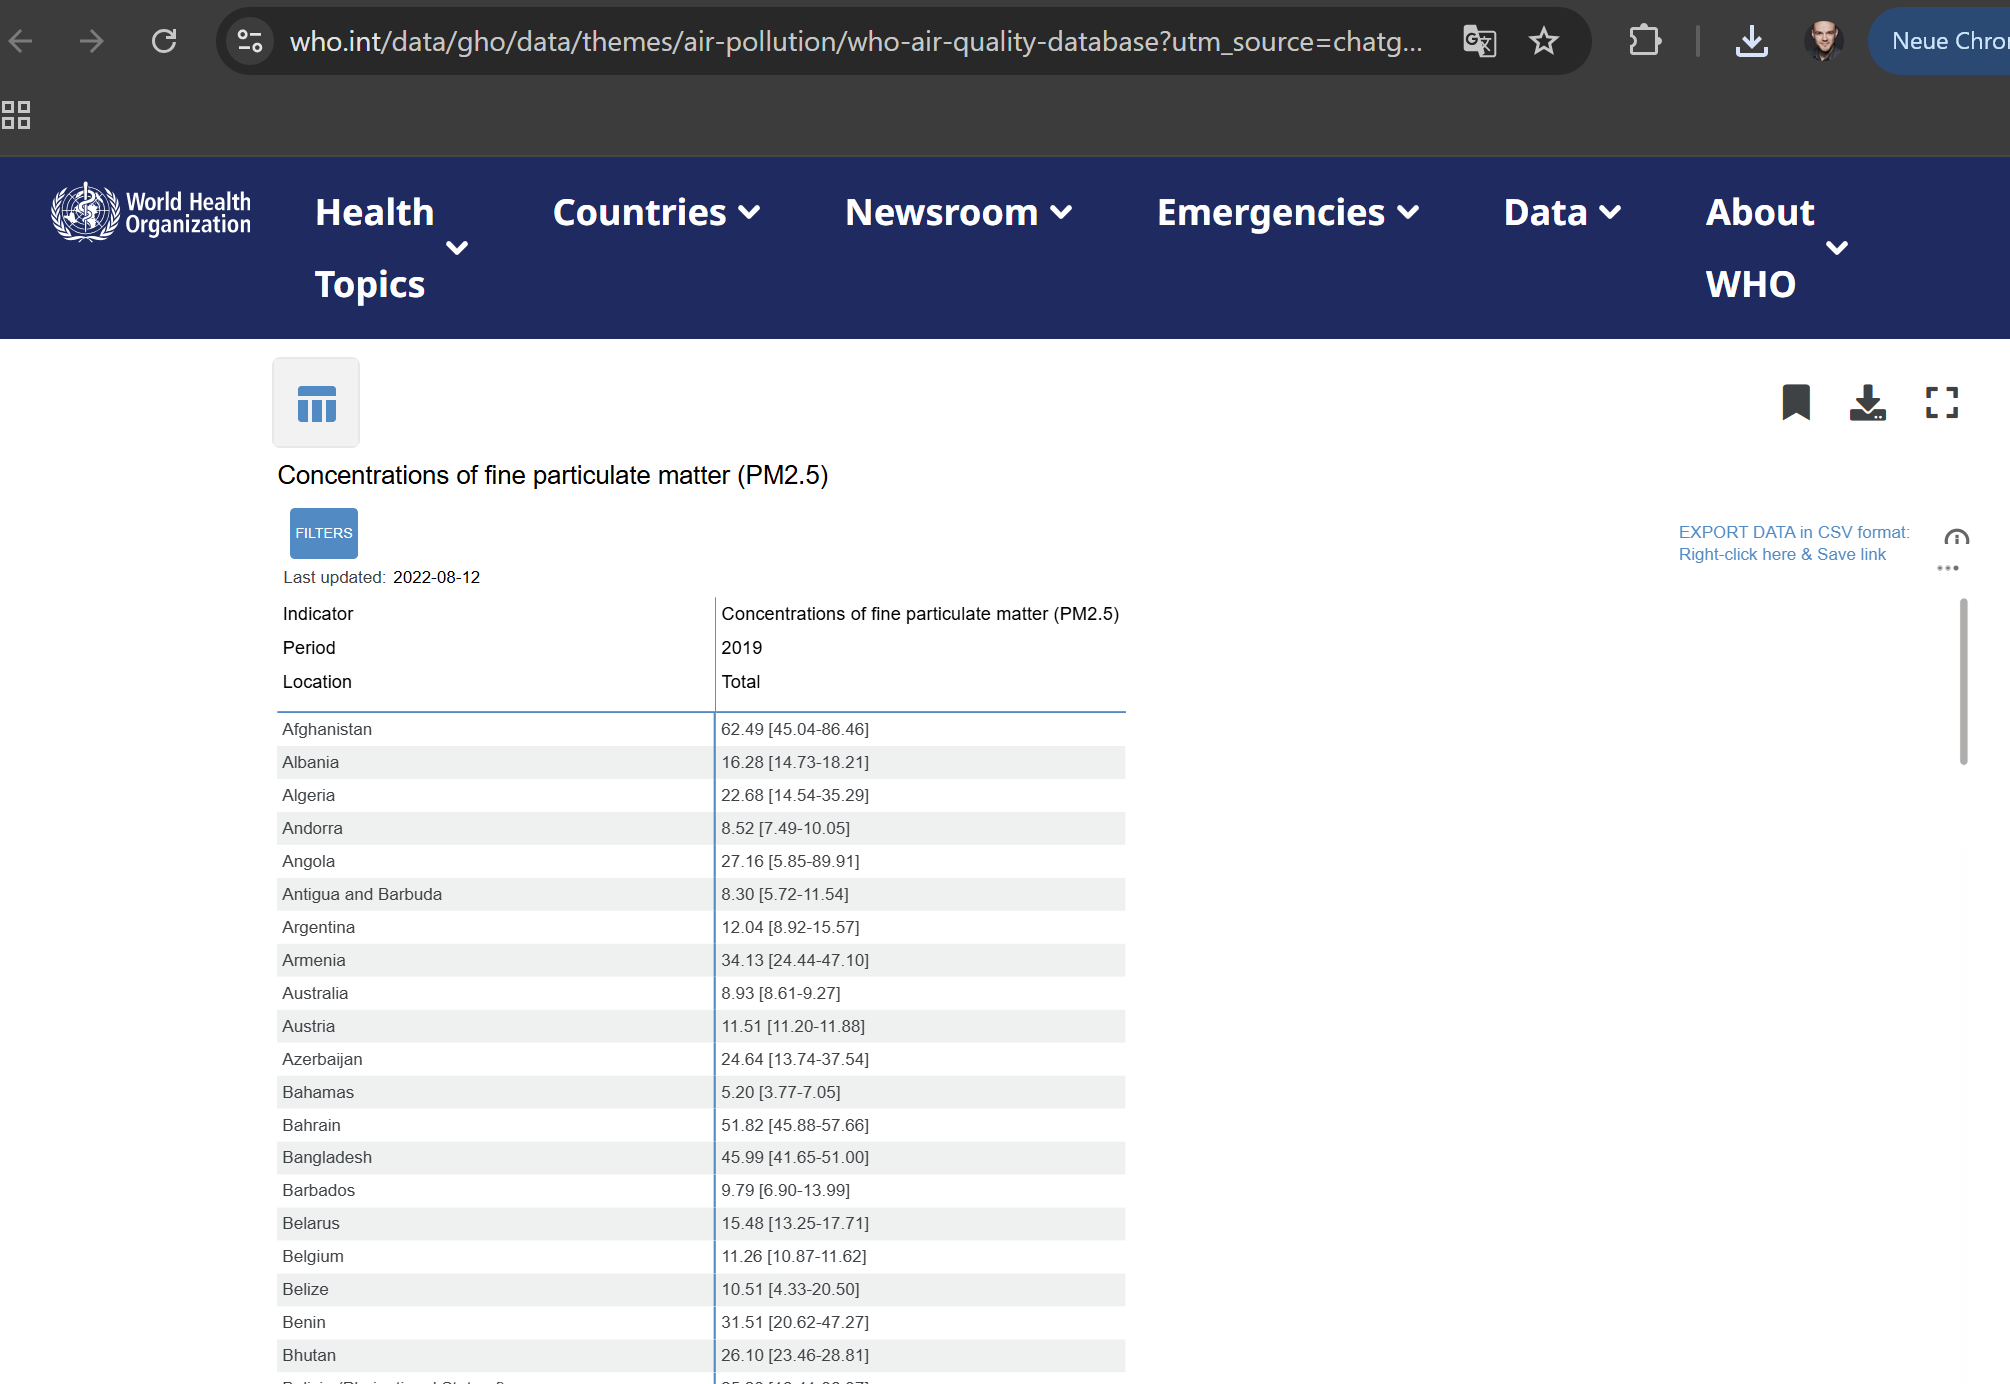 who.int/data/gho/data/themes/air-pollution/who-air-quality-database?utm_source=chatg...
Neue Chro
World Health
Organization
Health
Topics
Countries
Newsroom
Emergencies
Data
About
WHO
Concentrations of fine particulate matter (PM2.5)
FILTERS
EXPORT DATA in CSV format:
Right-click here & Save link
Last updated: 2022-08-12
Indicator Concentrations of fine particulate matter (PM2.5)
Period 2019
Location Total
Afghanistan 62.49 [45.04-86.46]
Albania 16.28 [14.73-18.21]
Algeria 22.68 [14.54-35.29]
Andorra 8.52 [7.49-10.05]
Angola 27.16 [5.85-89.91]
Antigua and Barbuda 8.30 [5.72-11.54]
Argentina 12.04 [8.92-15.57]
Armenia 34.13 [24.44-47.10]
Australia 8.93 [8.61-9.27]
Austria 11.51 [11.20-11.88]
Azerbaijan 24.64 [13.74-37.54]
Bahamas 5.20 [3.77-7.05]
Bahrain 51.82 [45.88-57.66]
Bangladesh 45.99 [41.65-51.00]
Barbados 9.79 [6.90-13.99]
Belarus 15.48 [13.25-17.71]
Belgium 11.26 [10.87-11.62]
Belize 10.51 [4.33-20.50]
Benin 31.51 [20.62-47.27]
Bhutan 26.10 [23.46-28.81]